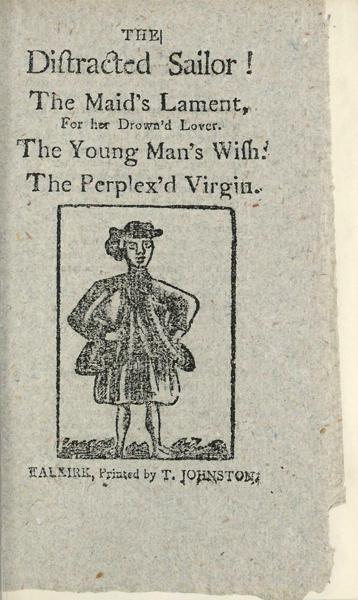 THE
Diſtracted Sailor!
The Maid's Lament,
For her Drown'd Lover.
The Young Man's Wiſh.
The Perplex'd Virgin.
FALKIRK, Printed by T. JOHNSTON.